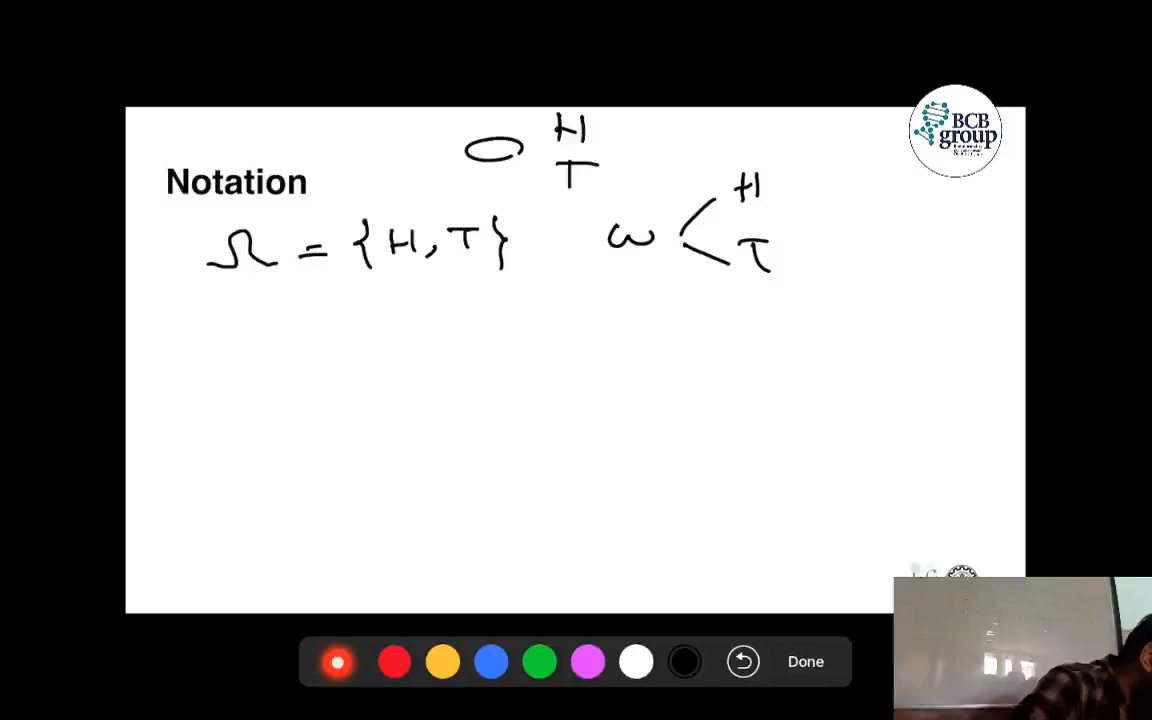 H
T
Notation
Ω = {H, T} ω < H
T
BCB
group
Done